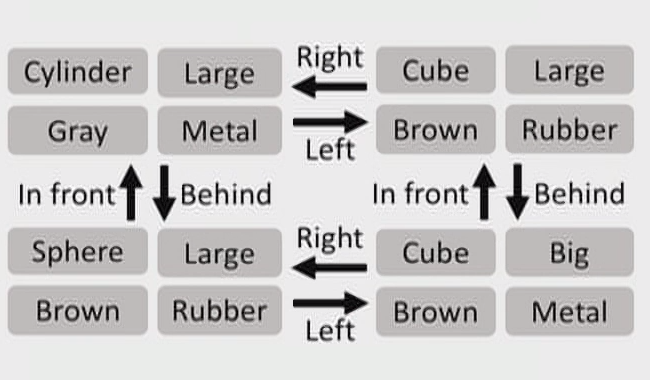 Right
Cylinder Large Cube Large
Gray Metal Brown Rubber
Left
In front Behind In front Behind
Right
Sphere Large Cube Big
Brown Rubber Brown Metal
Left